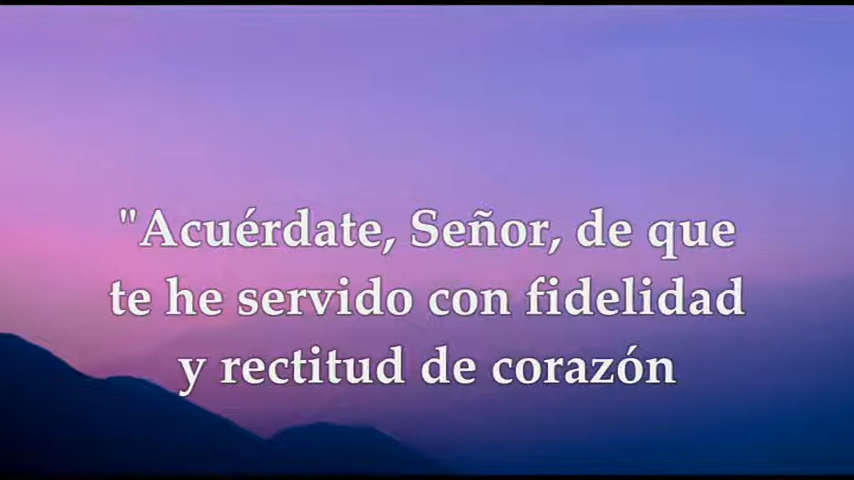 "Acuérdate, Señor, de que
te he servido con fidelidad
y rectitud de corazón